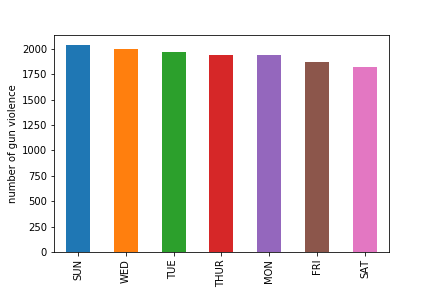 number of gun violence
2000
1750
1500
1250
1000
750
500
250
0
SUN
WED
TUE
THUR
MON
FRI
SAT